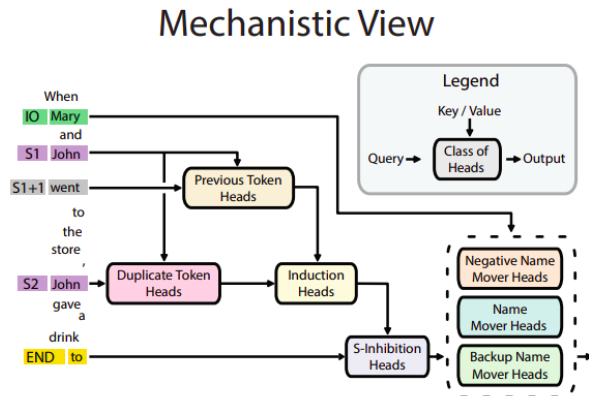 Mechanistic View
When
IO Mary
and
S1 John
S1+1 went
to
the
store
,
S2 John
gave
a
drink
END to
Previous Token
Heads
Duplicate Token
Heads
Induction
Heads
S-Inhibition
Heads
Legend
Key / Value
Query
Class of
Heads
Output
Negative Name
Mover Heads
Name
Mover Heads
Backup Name
Mover Heads